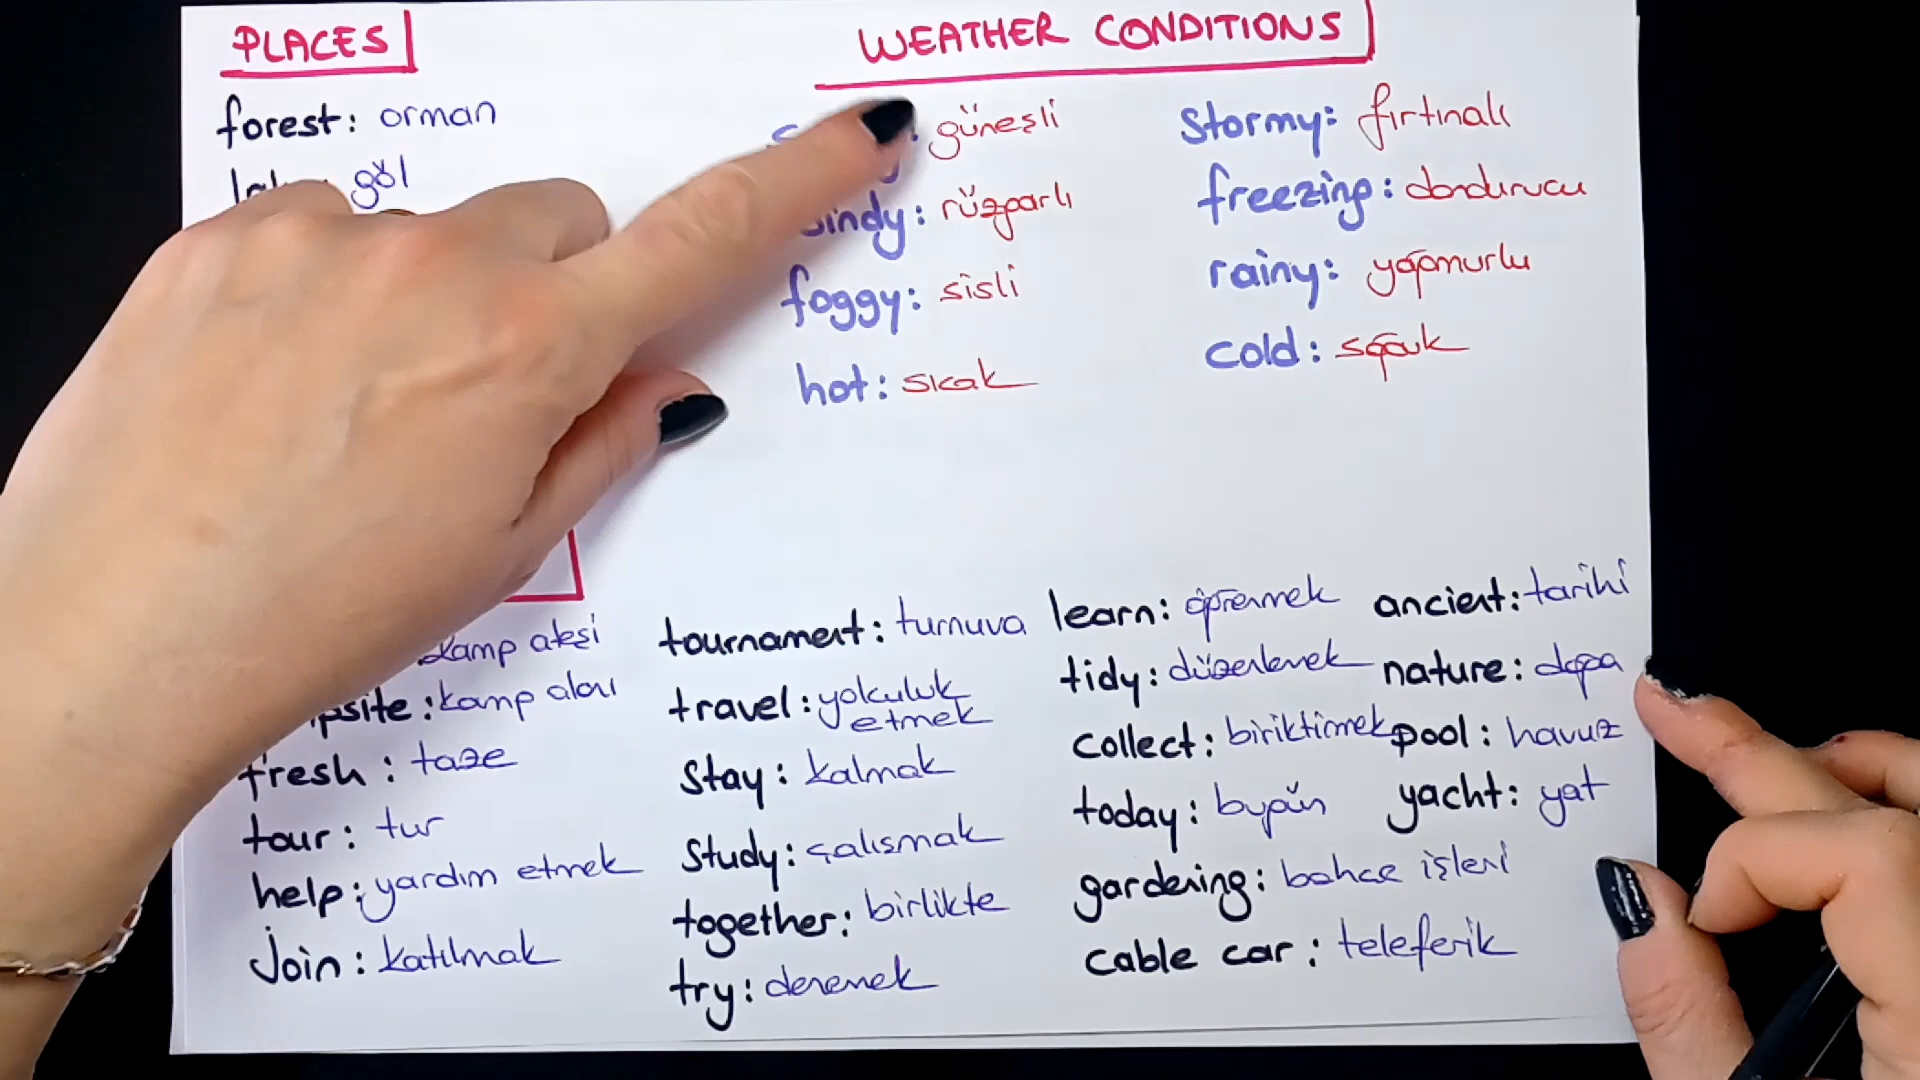 PLACES
forest: orman
göl
WEATHER CONDITIONS
: güneşli
: rüzgarlı
foggy: sisli
hot: sıcak
stormy: fırtınalı
freezing: dondurucu
rainy: yağmurlu
cold: soğuk
kamp ateşi
: kamp alanı
fresh: taze
tour: tur
help: yardım etmek
join: katılmak
tournament: turnuva
travel: yolculuk
etmek
stay: kalmak
study: çalışmak
together: birlikte
try: denemek
learn: öğrenmek
tidy: düzenlemek
collect: biriktirmek
today: bugün
gardening: bahçe işleri
cable car: teleferik
ancient: tarihi
nature: doğa
pool: havuz
yacht: yat